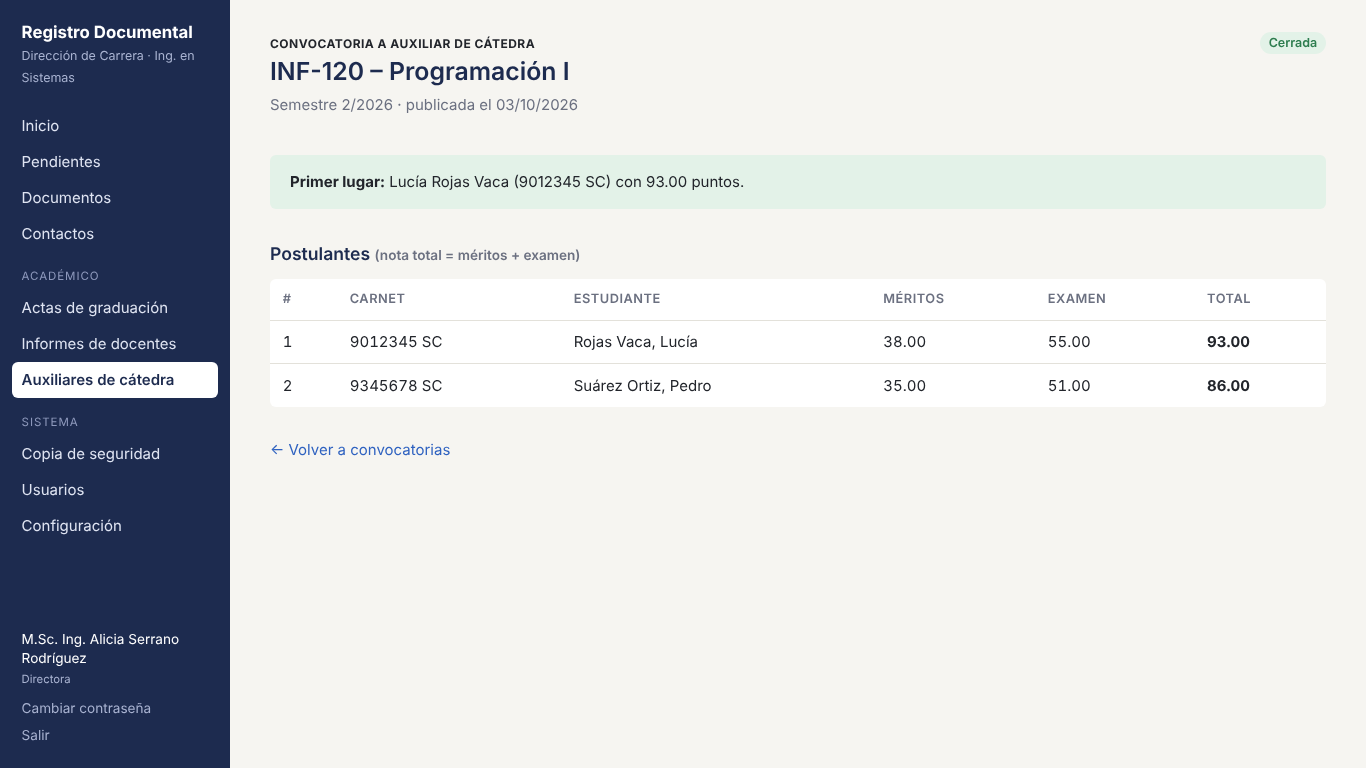 Registro Documental
Dirección de Carrera · Ing. en
Sistemas
Inicio
Pendientes
Documentos
Contactos
ACADÉMICO
Actas de graduación
Informes de docentes
Auxiliares de cátedra
SISTEMA
Copia de seguridad
Usuarios
Configuración
M.Sc. Ing. Alicia Serrano
Rodríguez
Directora
Cambiar contraseña
Salir
CONVOCATORIA A AUXILIAR DE CÁTEDRA
Cerrada
INF-120 – Programación I
Semestre 2/2026 · publicada el 03/10/2026
Primer lugar: Lucía Rojas Vaca (9012345 SC) con 93.00 puntos.
Postulantes (nota total = méritos + examen)
# CARNET ESTUDIANTE MÉRITOS EXAMEN TOTAL
1 9012345 SC Rojas Vaca, Lucía 38.00 55.00 93.00
2 9345678 SC Suárez Ortiz, Pedro 35.00 51.00 86.00
← Volver a convocatorias